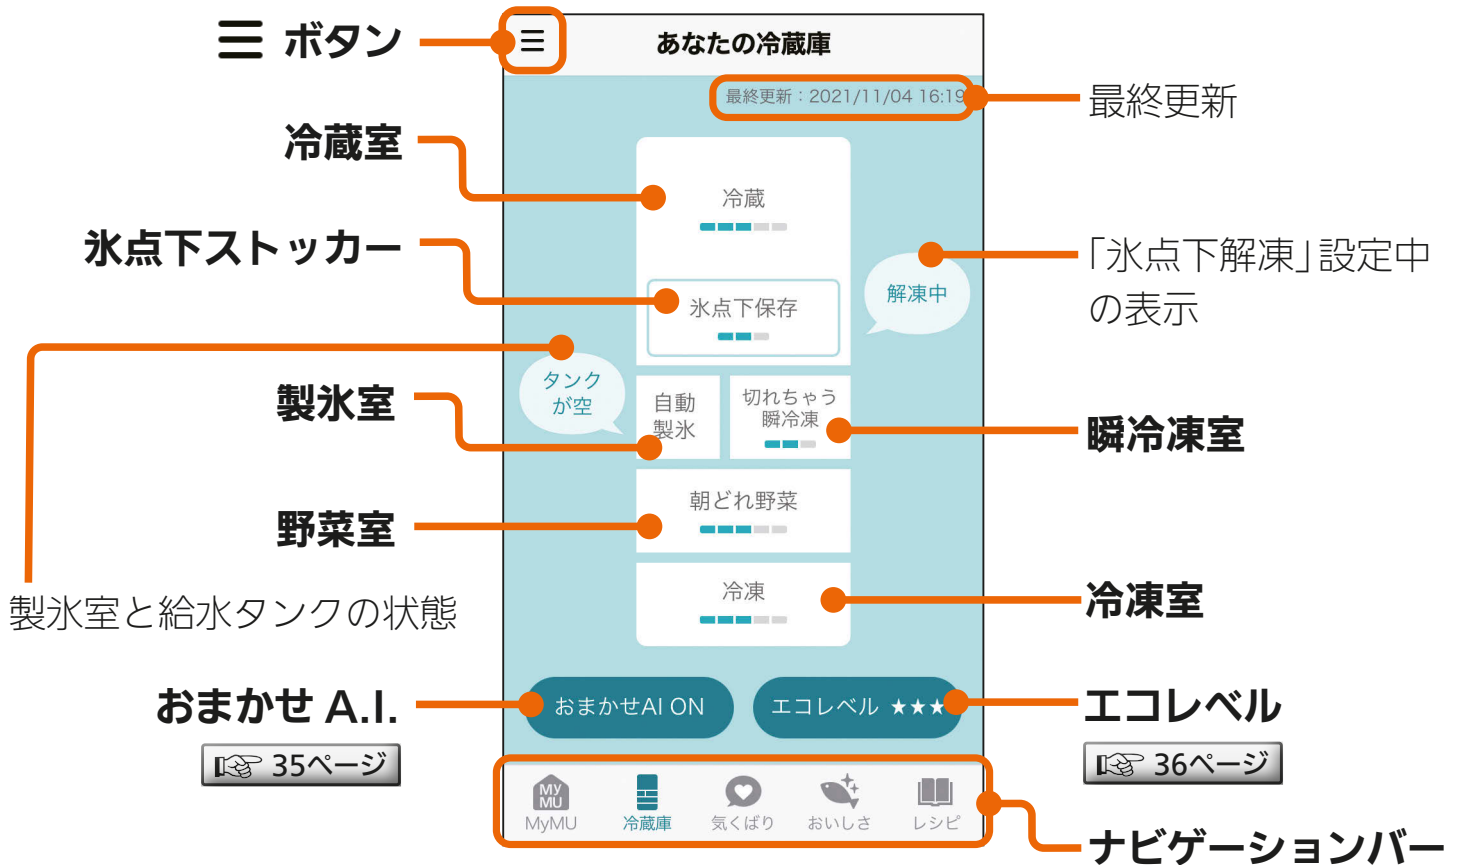 ☰ ボタン
冷蔵室
氷点下ストッカー
製氷室
野菜室
製氷室と給水タンクの状態
おまかせ A.I.
☞ 35ページ
☰
あなたの冷蔵庫
最終更新：2021/11/04 16:19
冷蔵
氷点下保存
解凍中
タンク
が空
自動
製氷
切れちゃう
瞬冷凍
朝どれ野菜
冷凍
おまかせAI ON
エコレベル ★★★
MY
MU
MyMU
冷蔵庫
気くばり
おいしさ
レシピ
最終更新
「氷点下解凍」設定中
の表示
瞬冷凍室
冷凍室
エコレベル
☞ 36ページ
ナビゲーションバー